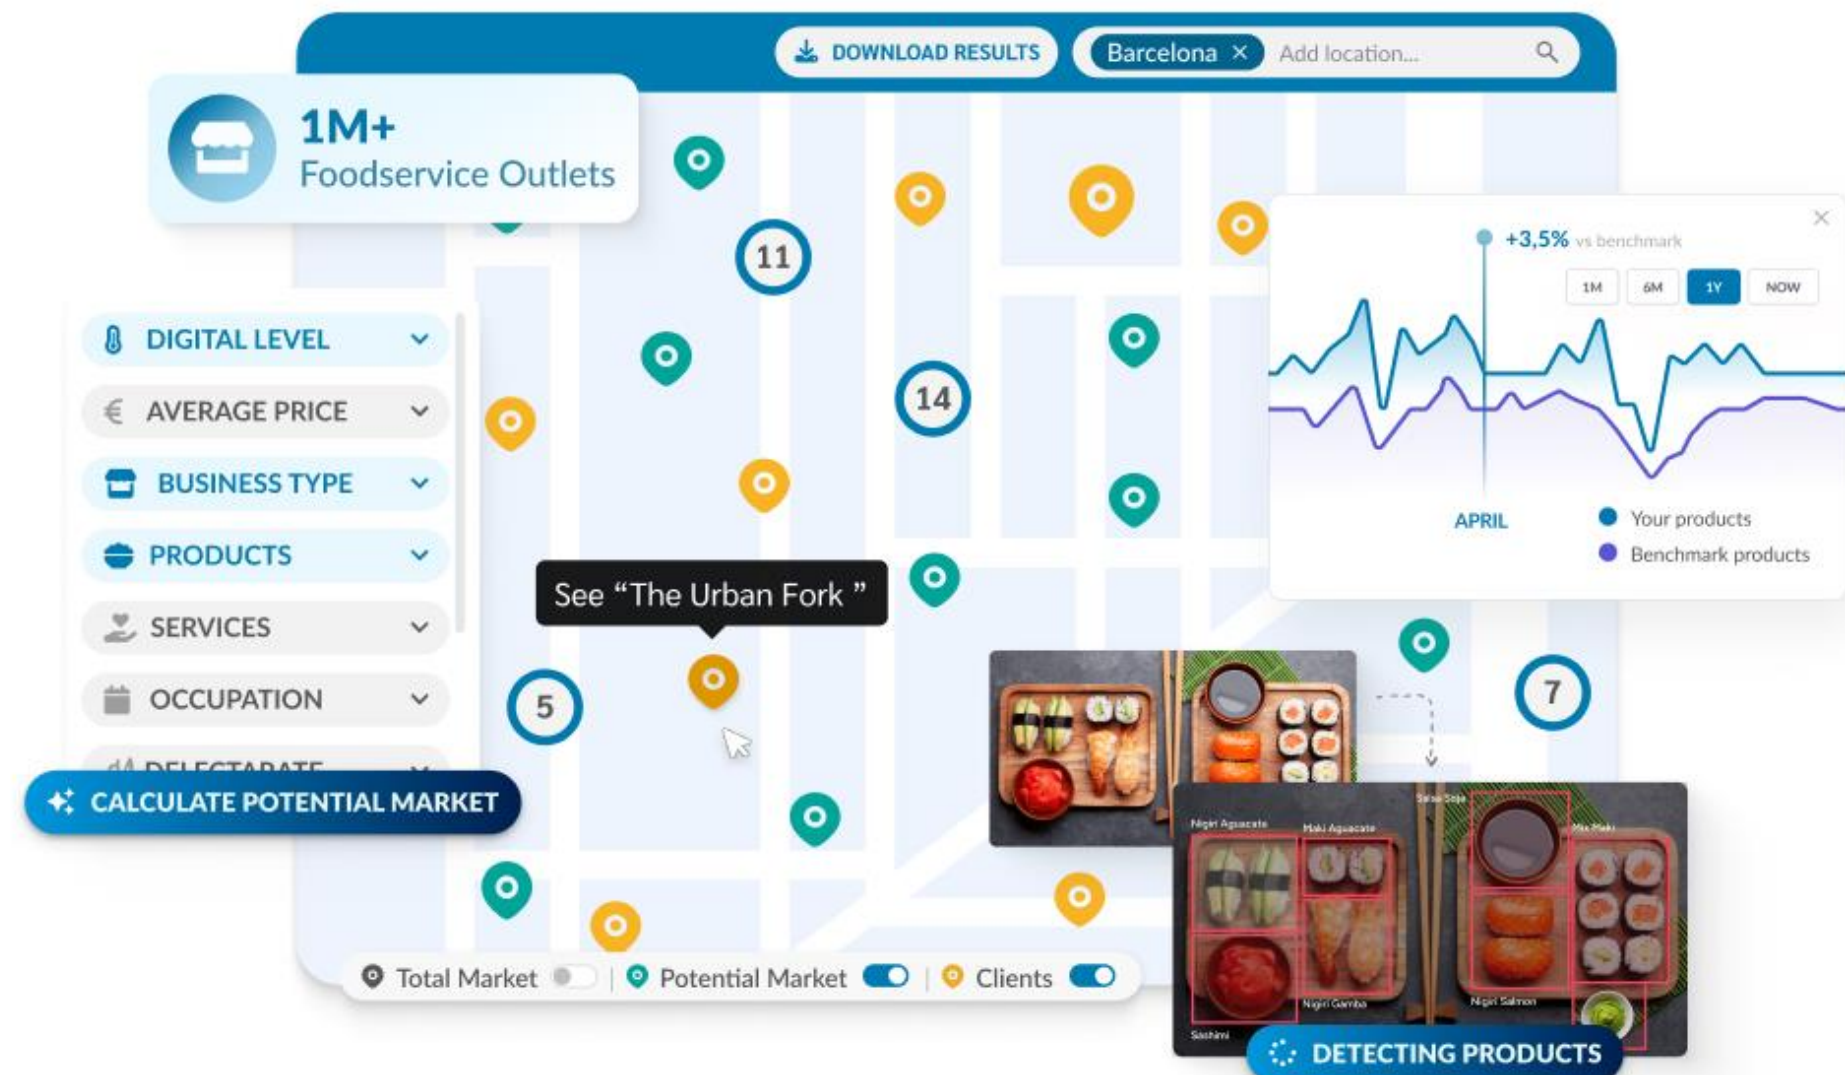 DOWNLOAD RESULTS
Barcelona ×
Add location...
1M+
Foodservice Outlets
11
+3,5% vs benchmark
1M
6M
1Y
NOW
DIGITAL LEVEL
AVERAGE PRICE
BUSINESS TYPE
PRODUCTS
SERVICES
OCCUPATION
14
APRIL
Your products
Benchmark products
See “The Urban Fork ”
5
7
CALCULATE POTENTIAL MARKET
Nigiri Aguacate
Maki Aguacate
Mix Maki
Nigiri Gamba
Nigiri Salmon
Sashimi
Total Market
Potential Market
Clients
DETECTING PRODUCTS